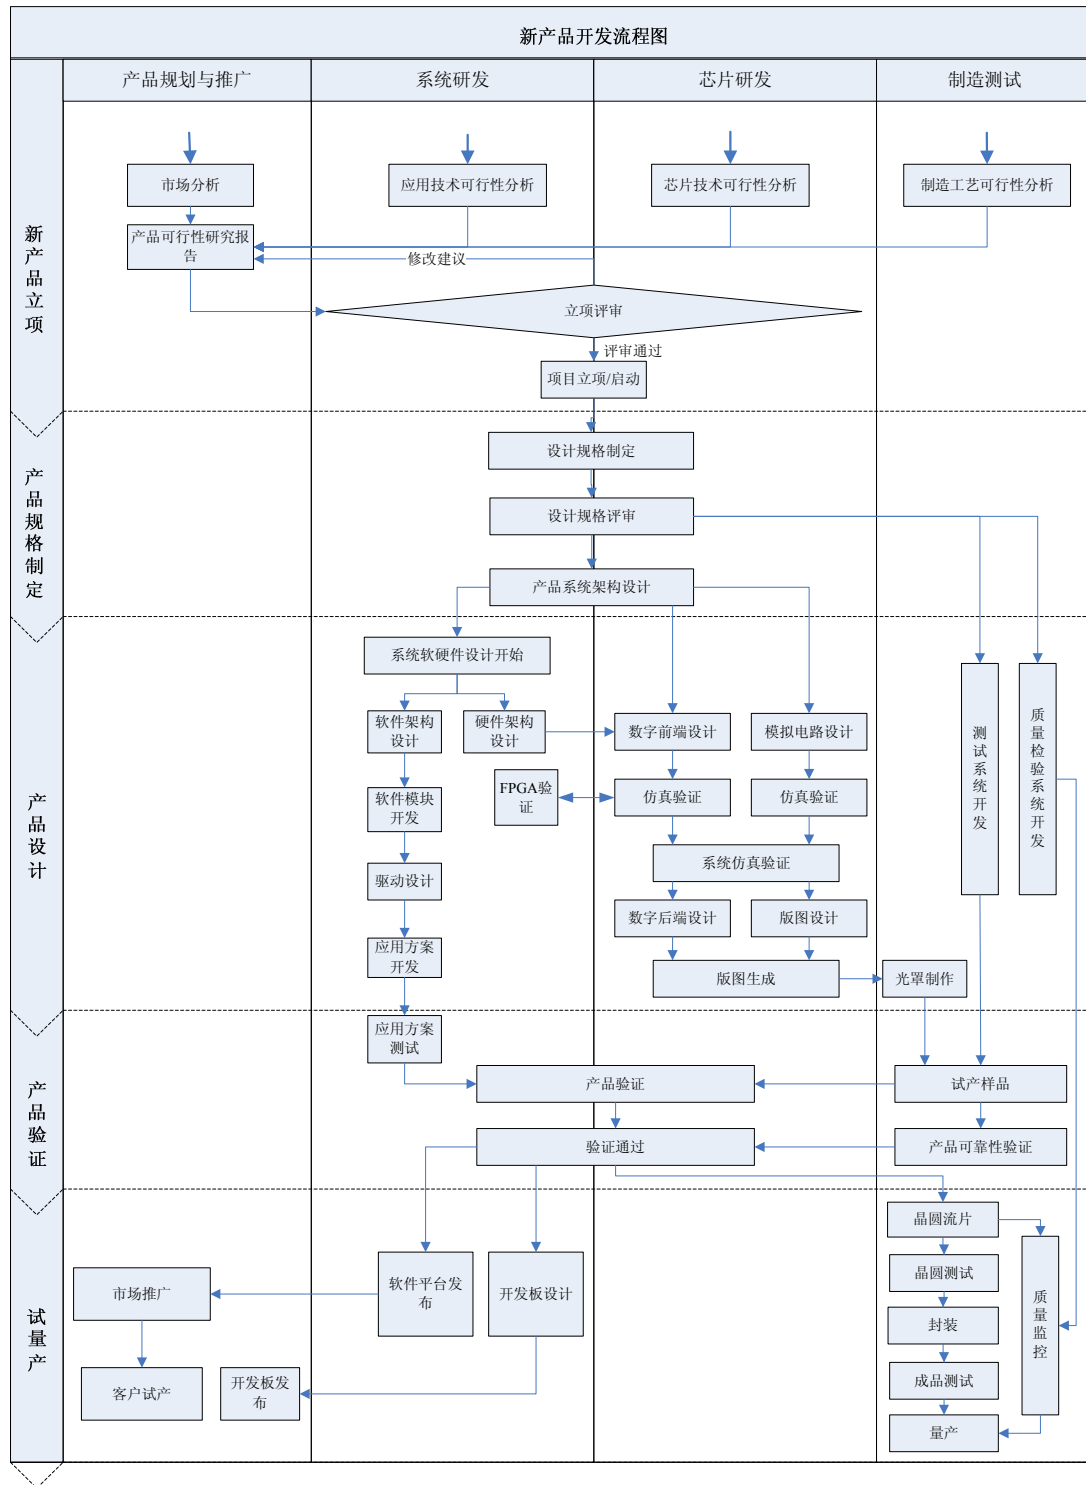 新产品开发流程图
产品规划与推广
系统研发
芯片研发
制造测试
新产品立项
市场分析
应用技术可行性分析
芯片技术可行性分析
制造工艺可行性分析
产品可行性研究报
告
修改建议
立项评审
评审通过
项目立项/启动
产品规格制定
设计规格制定
设计规格评审
产品系统架构设计
产品设计
系统软硬件设计开始
软件架构
设计
硬件架构
设计
数字前端设计
模拟电路设计
测试系统开发
质量检验系统开发
FPGA验
证
软件模块
开发
仿真验证
仿真验证
系统仿真验证
驱动设计
数字后端设计
版图设计
应用方案
开发
版图生成
光罩制作
产品验证
应用方案
测试
产品验证
试产样品
验证通过
产品可靠性验证
试量产
晶圆流片
晶圆测试
封装
成品测试
量产
质量监控
软件平台发
布
开发板设计
市场推广
客户试产
开发板发
布